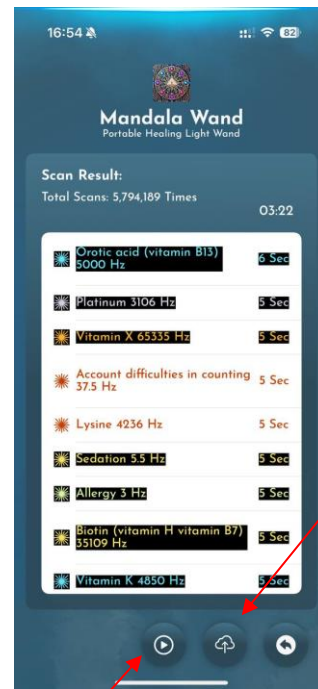 16:54
82
Mandala Wand
Portable Healing Light Wand
Scan Result:
Total Scans: 5,794,189 Times
03:22
Orotic acid (vitamin B13)
5000 Hz
6 Sec
Platinum 3106 Hz
5 Sec
Vitamin X 65335 Hz
5 Sec
Account difficulties in counting
37.5 Hz
5 Sec
Lysine 4236 Hz
5 Sec
Sedation 5.5 Hz
5 Sec
Allergy 3 Hz
5 Sec
Biotin (vitamin H vitamin B7)
35109 Hz
5 Sec
Vitamin K 4850 Hz
5 Sec